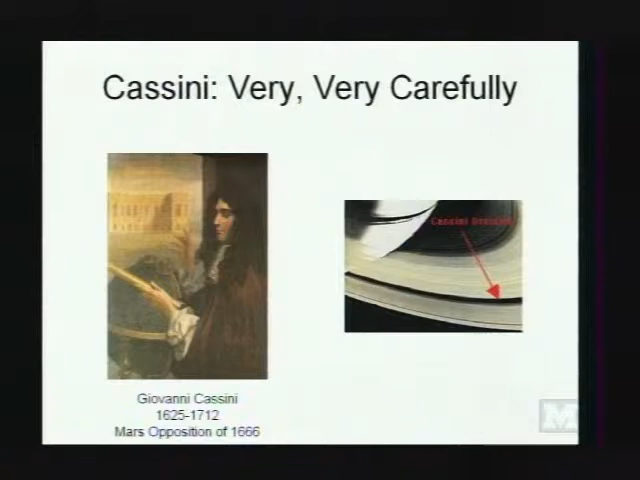 Cassini: Very, Very Carefully
Cassini Division
Giovanni Cassini
1625-1712
Mars Opposition of 1666
M